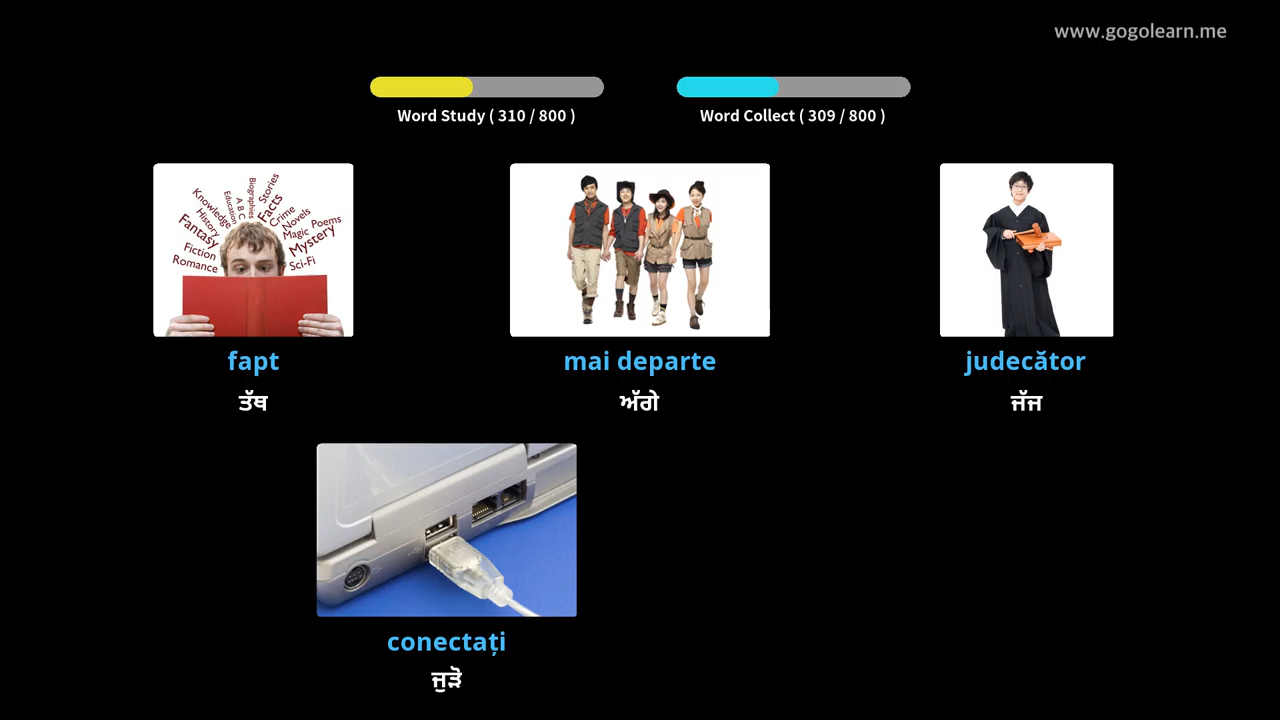 www.gogolearn.me
Word Study ( 310 / 800 )
Word Collect ( 309 / 800 )
Knowledge
History
Fantasy
Fiction
Romance
Education
A B C
Biographies
Stories
Facts
Crime
Novels
Magic
Poems
Mystery
Sci-Fi
fapt
ਤੱਥ
mai departe
ਅੱਗੇ
judecător
ਜੱਜ
conectați
ਜੁੜੋ